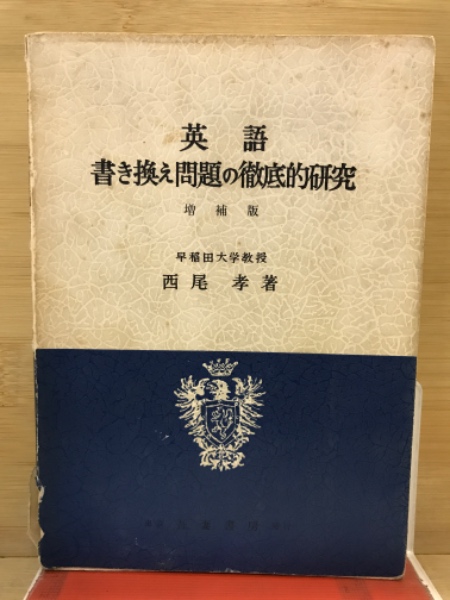 英語
書き換え問題の徹底的研究
増補版
早稲田大学教授
西尾孝著